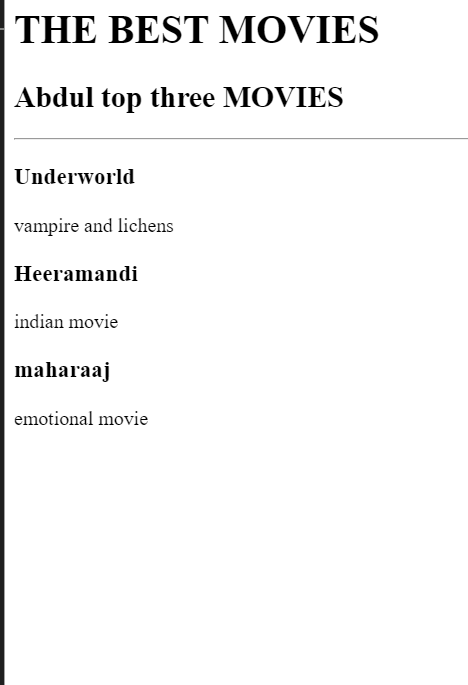 THE BEST MOVIES
Abdul top three MOVIES
Underworld
vampire and lichens
Heeramandi
indian movie
maharaaj
emotional movie